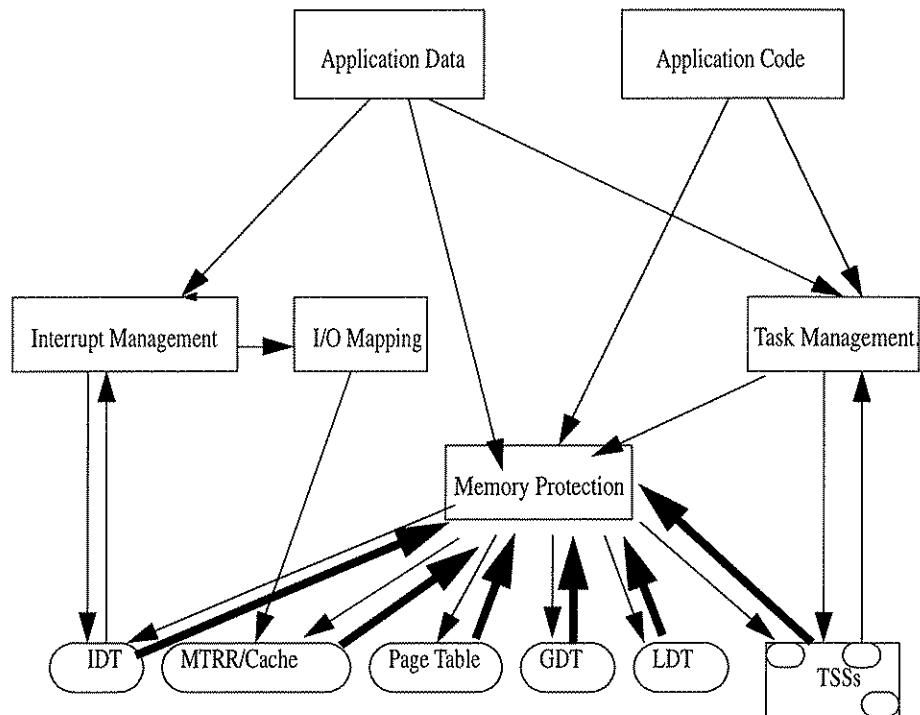 Application Data
Application Code
Interrupt Management
I/O Mapping
Task Management
Memory Protection
IDT
MTRR/Cache
Page Table
GDT
LDT
TSSs